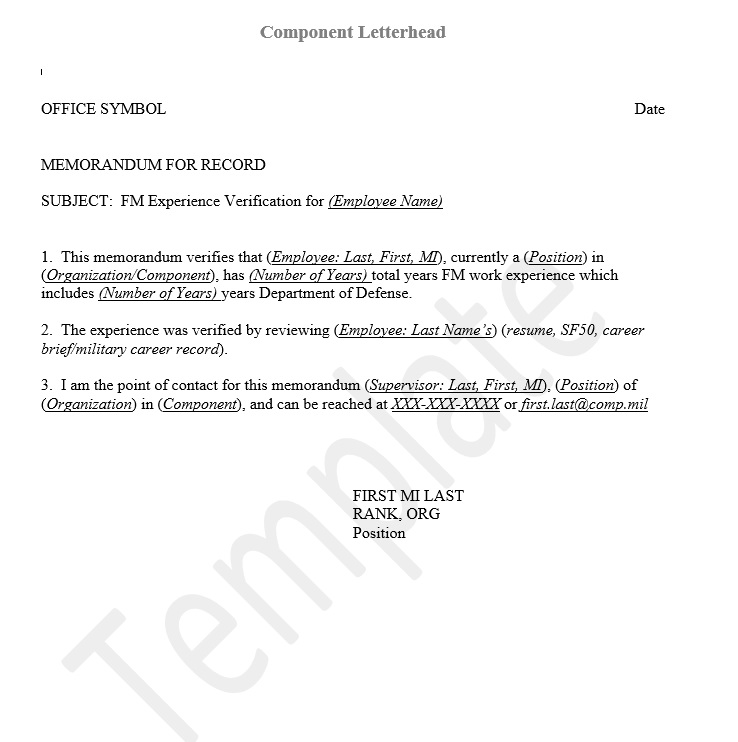 Component Letterhead
OFFICE SYMBOL Date
MEMORANDUM FOR RECORD
SUBJECT:  FM Experience Verification for (Employee Name)
1.  This memorandum verifies that (Employee: Last, First, MI), currently a (Position) in
(Organization/Component), has (Number of Years) total years FM work experience which
includes (Number of Years) years Department of Defense.
2.  The experience was verified by reviewing (Employee: Last Name’s) (resume, SF50, career
brief/military career record).
3.  I am the point of contact for this memorandum (Supervisor: Last, First, MI), (Position) of
(Organization) in (Component), and can be reached at XXX-XXX-XXXX or first.last@comp.mil
FIRST MI LAST
RANK, ORG
Position
Template